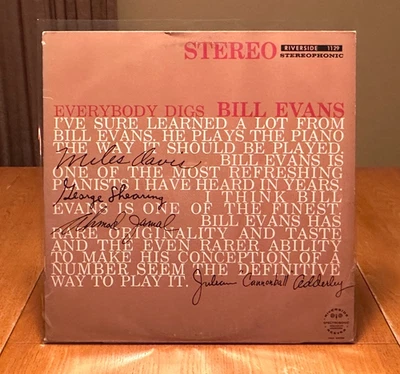 STEREO RIVERSIDE 1129
STEREOPHONIC
EVERYBODY DIGS BILL EVANS
I'VE SURE LEARNED A LOT FROM
BILL EVANS. HE PLAYS THE PIANO
THE WAY IT SHOULD BE PLAYED.
Miles Davis BILL EVANS IS
ONE OF THE MOST REFRESHING
PIANISTS I HAVE HEARD IN YEARS.
George Shearing I THINK BILL
EVANS IS ONE OF THE FINEST.
Ahmad Jamal BILL EVANS HAS
RARE ORIGINALITY AND TASTE
AND THE EVEN RARER ABILITY
TO MAKE HIS CONCEPTION OF A
NUMBER SEEM THE DEFINITIVE
WAY TO PLAY IT. Julian Cannonball Adderley